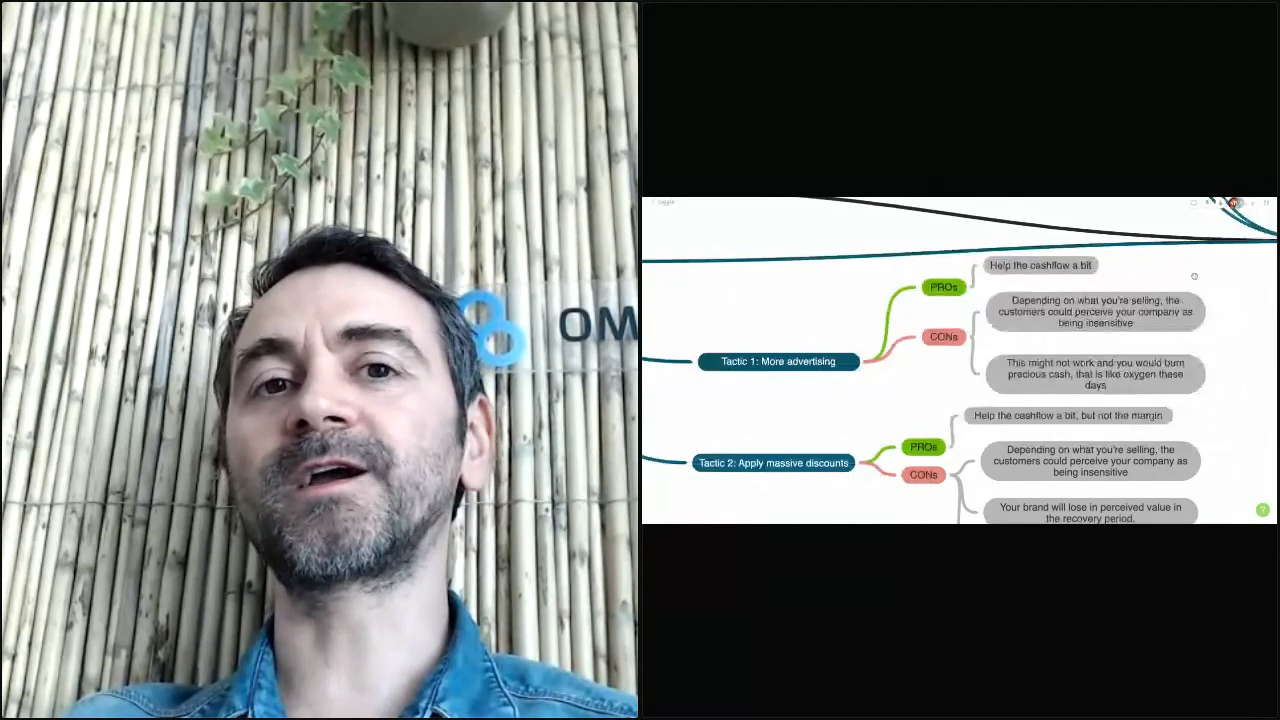 OM
Help the cashflow a bit
PROs
Depending on what you're selling, the
customers could perceive your company as
being insensitive
CONs
Tactic 1: More advertising
This might not work and you would burn
precious cash, that is like oxygen these
days
Help the cashflow a bit, but not the margin
PROs
Tactic 2: Apply massive discounts
CONs
Depending on what you're selling, the
customers could perceive your company as
being insensitive
Your brand will lose in perceived value in
the recovery period.
?